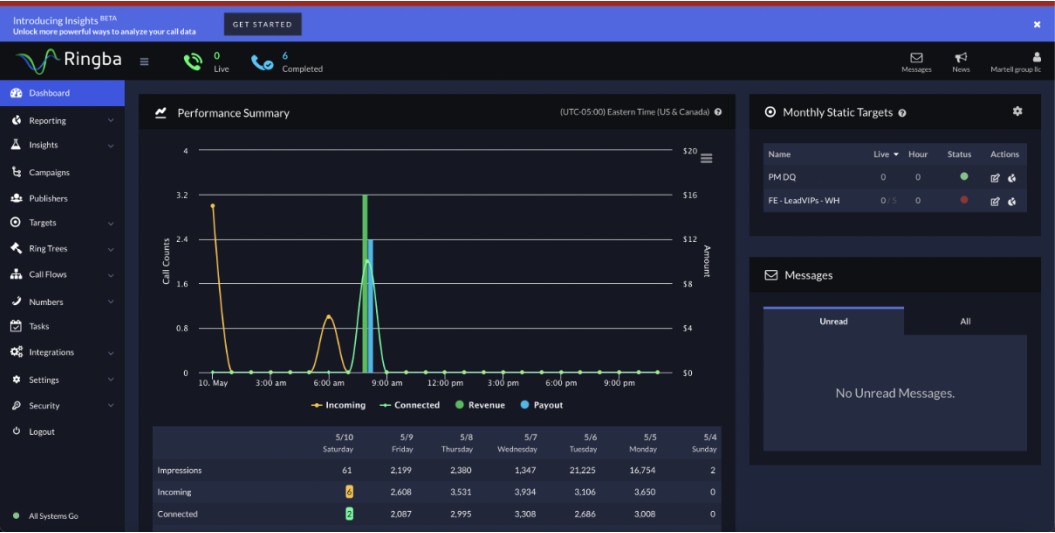 Introducing Insights BETA
Unlock more powerful ways to analyze your call data
GET STARTED
×
Ringba
0
Live
6
Completed
Messages
News
Martell group llc
Dashboard
Reporting
Insights
Campaigns
Publishers
Targets
Ring Trees
Call Flows
Numbers
Tasks
Integrations
Settings
Security
Logout
All Systems Go
Performance Summary
(UTC-05:00) Eastern Time (US & Canada)
4
3.2
2.4
1.6
0.8
0
Call Counts
$20
$16
$12
$8
$4
$0
Amount
10. May 3:00 am 6:00 am 9:00 am 12:00 pm 3:00 pm 6:00 pm 9:00 pm
Incoming Connected Revenue Payout
5/10 5/9 5/8 5/7 5/6 5/5 5/4
Saturday Friday Thursday Wednesday Tuesday Monday Sunday
Impressions 61 2,199 2,380 1,347 21,225 16,754 2
Incoming 6 2,608 3,531 3,934 3,106 3,650 0
Connected 2 2,087 2,995 3,308 2,686 3,008 0
Monthly Static Targets
Name Live Hour Status Actions
PM DQ 0 0
FE - LeadVIPs - WH 0 / 5 0
Messages
Unread All
No Unread Messages.